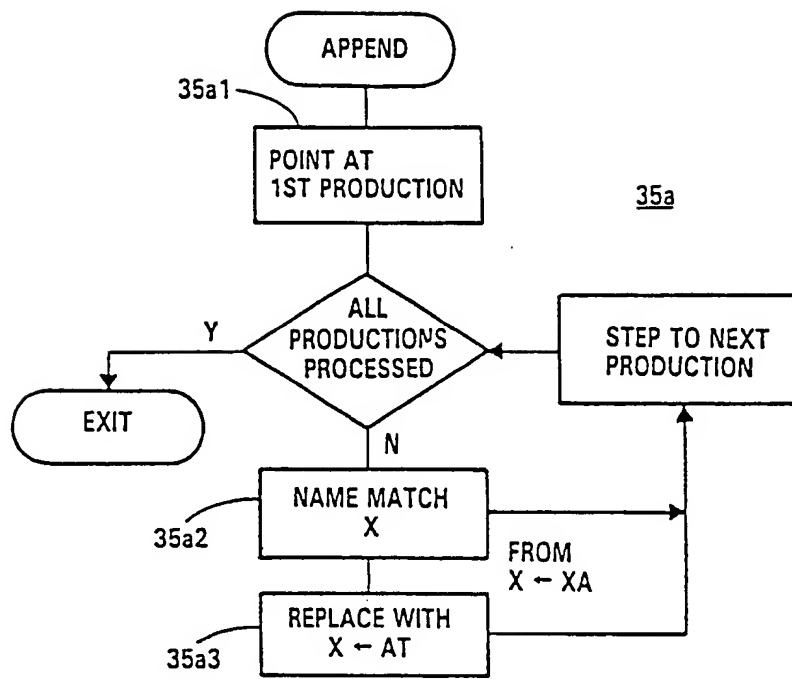 APPEND
35a1
POINT AT
1ST PRODUCTION
35a
ALL
PRODUCTIONS
PROCESSED
Y
STEP TO NEXT
PRODUCTION
EXIT
N
NAME MATCH
X
35a2
FROM
X ← XA
REPLACE WITH
X ← AT
35a3